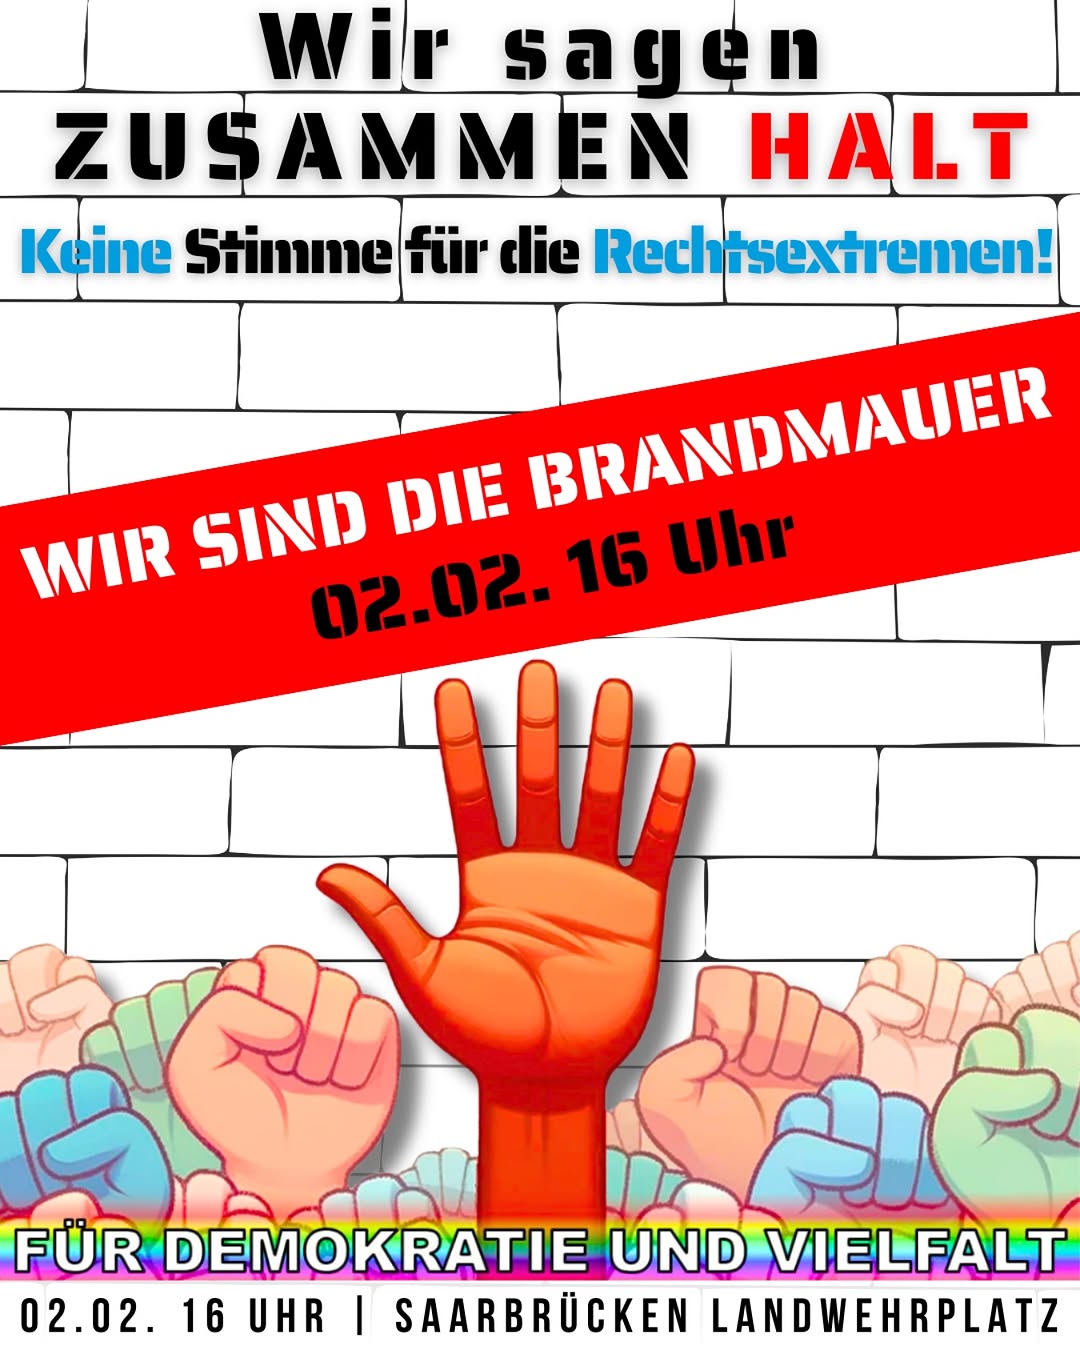 Wir sagen
ZUSAMMEN HALT
Keine Stimme für die Rechtsextremen!
WIR SIND DIE BRANDMAUER
02.02. 16 Uhr
FÜR DEMOKRATIE UND VIELFALT
02.02. 16 UHR | SAARBRÜCKEN LANDWEHRPLATZ